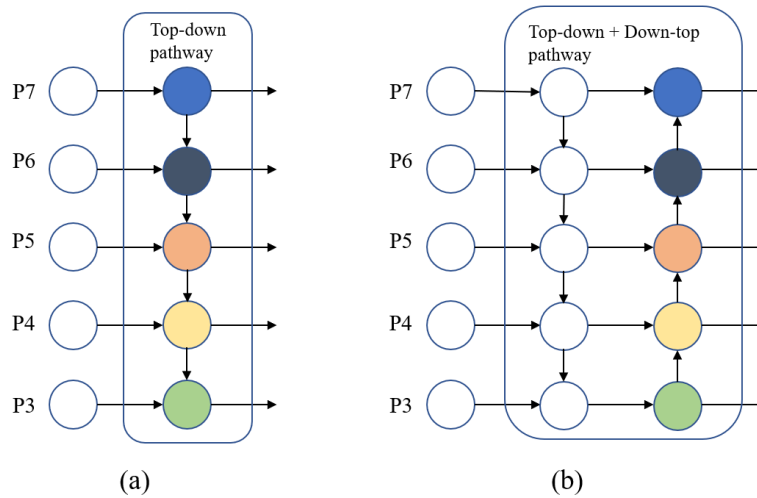 Top-down
pathway
P7
P6
P5
P4
P3
(a)
Top-down + Down-top
pathway
P7
P6
P5
P4
P3
(b)